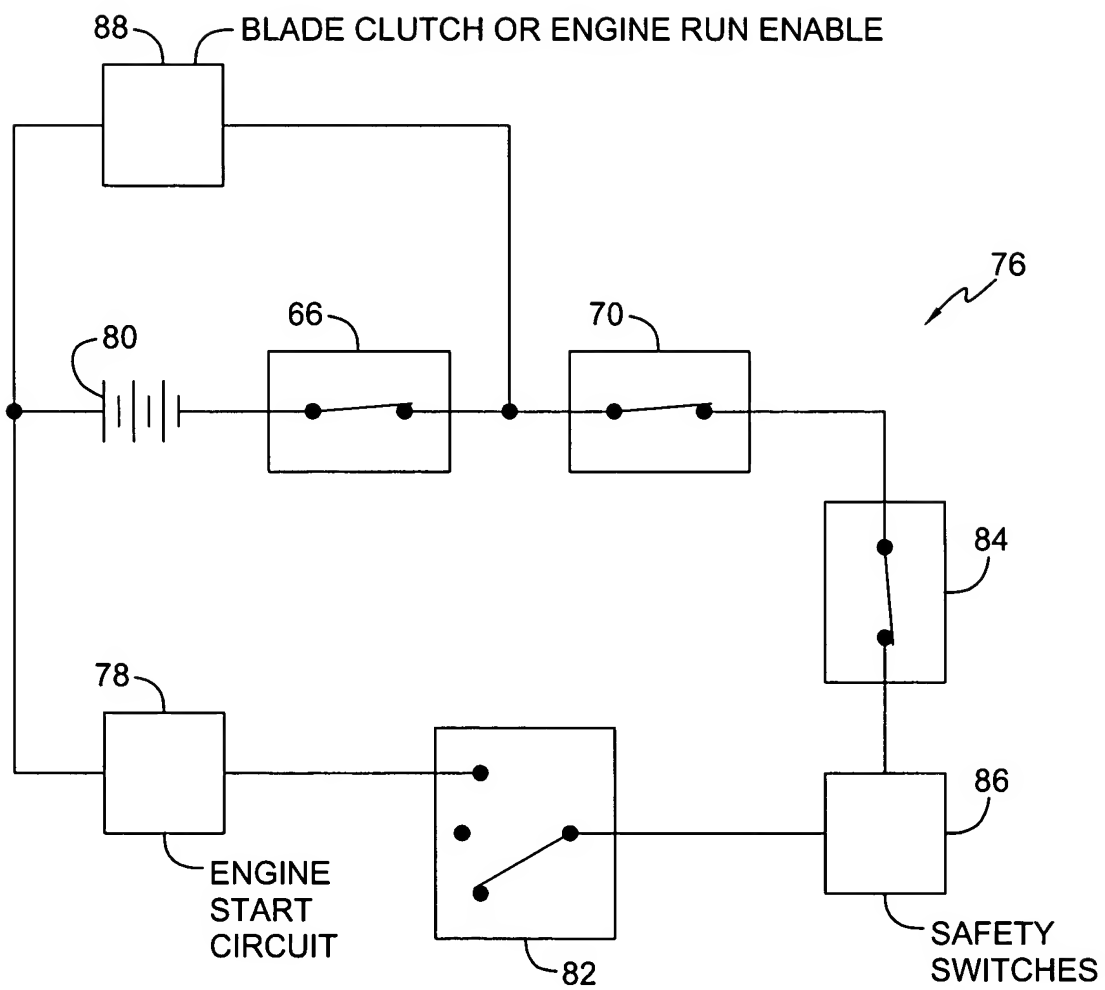 88
BLADE CLUTCH OR ENGINE RUN ENABLE
76
66
70
80
84
78
86
ENGINE
START
CIRCUIT
SAFETY
SWITCHES
82